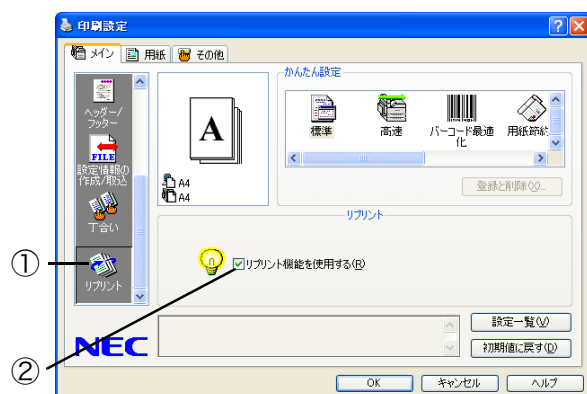 印刷設定
メイン 用紙 その他
ヘッダー/
フッター
FILE
設定情報の
作成/取込
丁合い
リプリント
A
A4
A4
かんたん設定
標準 高速 バーコード最適
化 用紙節約
登録と削除(X)...
リプリント
リプリント機能を使用する(R)
NEC
設定一覧(V)
初期値に戻す(D)
OK キャンセル ヘルプ
①
②